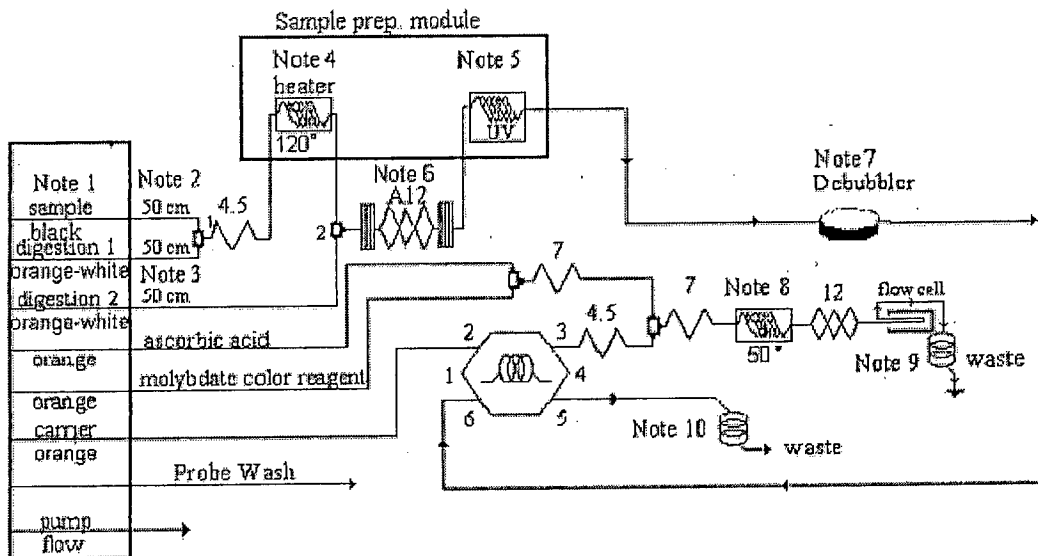 Sample prep. module
Note 4
heater
120°
Note 5
UV
Note 1
Note 2
sample
50 cm
black
digestion 1
50 cm
orange-white
Note 3
digestion 2
50 cm
orange-white
orange
ascorbic acid
molybdate color reagent
orange
carrier
orange
Probe Wash
pump
flow
1
4.5
2
Note 6
A12
Note 7
Debubbler
7
4.5
7
Note 8
50°
12
flow cell
Note 9
waste
2
3
1
4
6
5
Note 10
waste